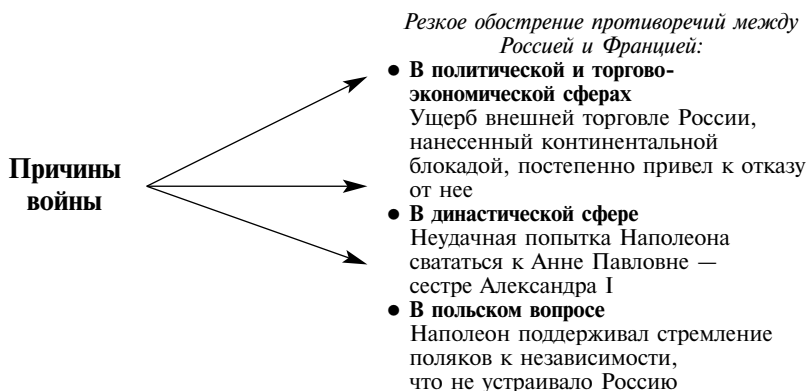 Резкое обострение противоречий между
Россией и Францией:
● В политической и торгово-
экономической сферах
Ущерб внешней торговле России,
нанесенный континентальной
блокадой, постепенно привел к отказу
от нее
Причины
войны
● В династической сфере
Неудачная попытка Наполеона
свататься к Анне Павловне —
сестре Александра I
● В польском вопросе
Наполеон поддерживал стремление
поляков к независимости,
что не устраивало Россию